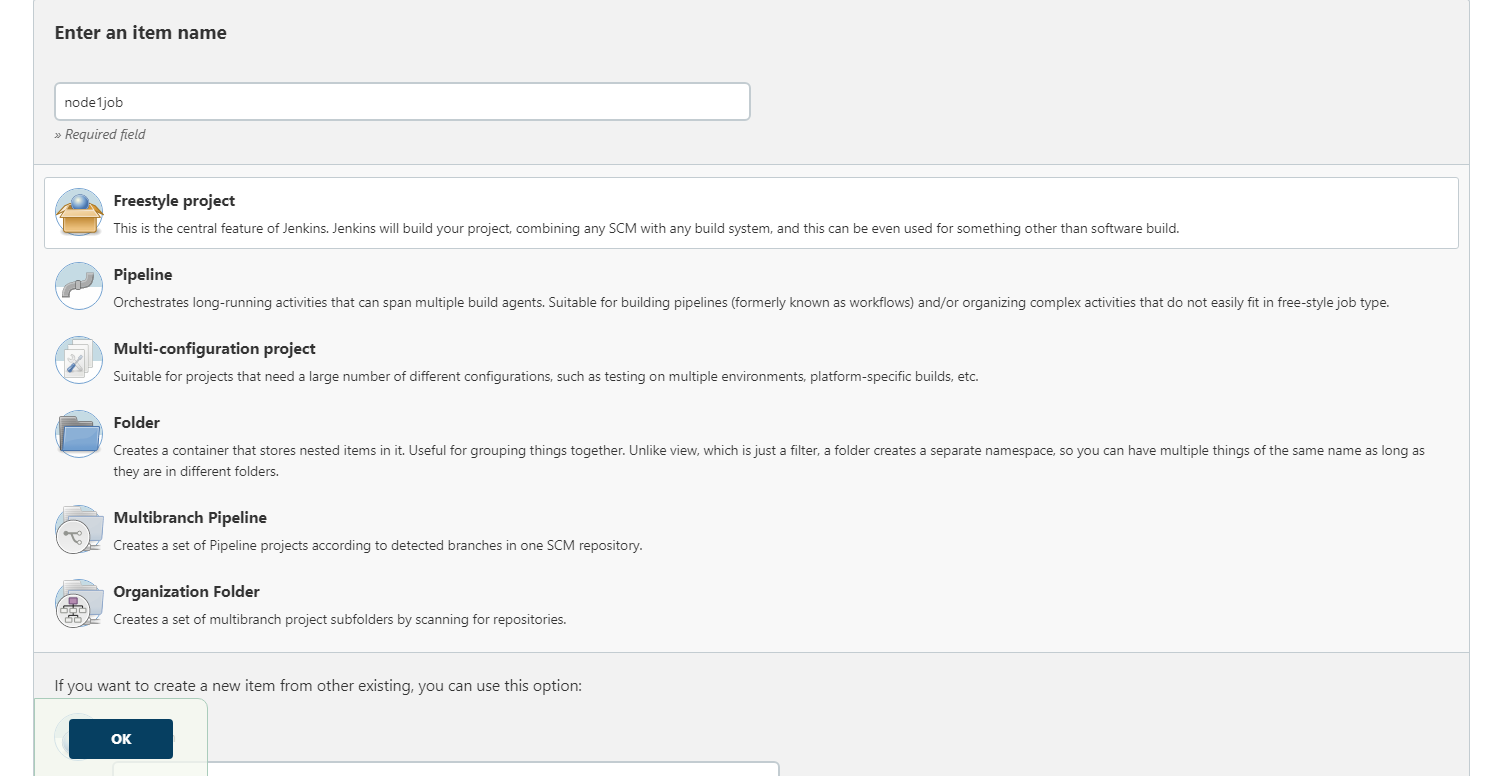 Enter an item name
node1job
» Required field
Freestyle project
This is the central feature of Jenkins. Jenkins will build your project, combining any SCM with any build system, and this can be even used for something other than software build.
Pipeline
Orchestrates long-running activities that can span multiple build agents. Suitable for building pipelines (formerly known as workflows) and/or organizing complex activities that do not easily fit in free-style job type.
Multi-configuration project
Suitable for projects that need a large number of different configurations, such as testing on multiple environments, platform-specific builds, etc.
Folder
Creates a container that stores nested items in it. Useful for grouping things together. Unlike view, which is just a filter, a folder creates a separate namespace, so you can have multiple things of the same name as long as
they are in different folders.
Multibranch Pipeline
Creates a set of Pipeline projects according to detected branches in one SCM repository.
Organization Folder
Creates a set of multibranch project subfolders by scanning for repositories.
If you want to create a new item from other existing, you can use this option:
OK